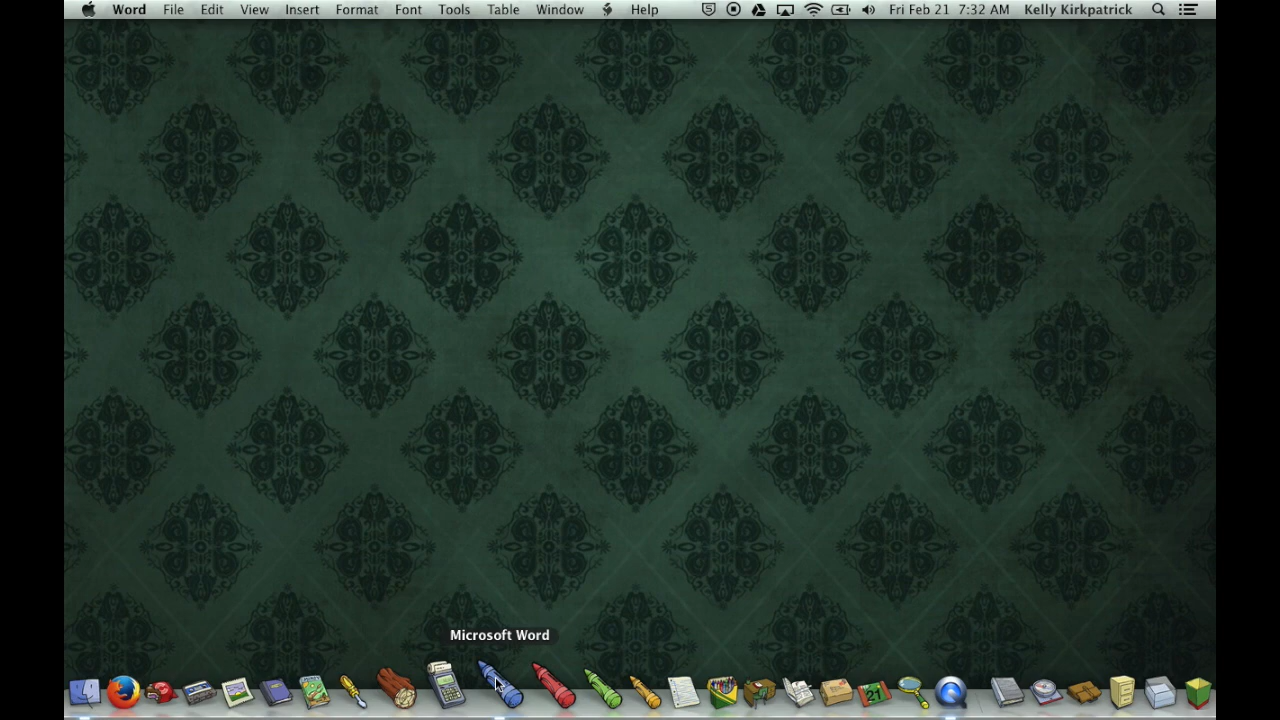 Word File Edit View Insert Format Font Tools Table Window Help Fri Feb 21 7:32 AM Kelly Kirkpatrick
Microsoft Word
21